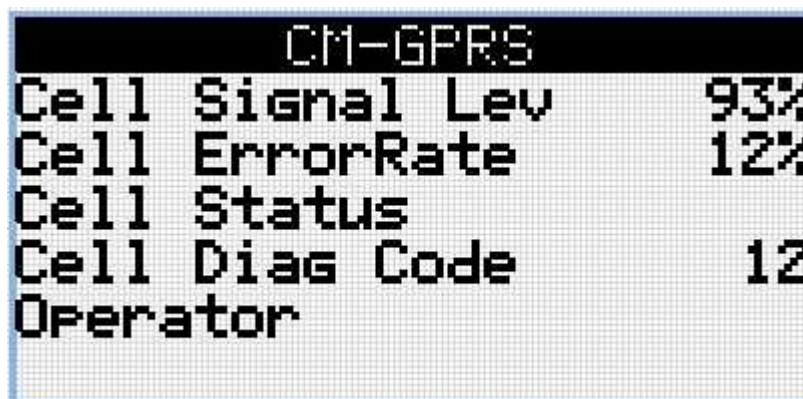 CM-GPRS
Cell Signal Lev 93%
Cell ErrorRate 12%
Cell Status
Cell Diag Code 12
Operator